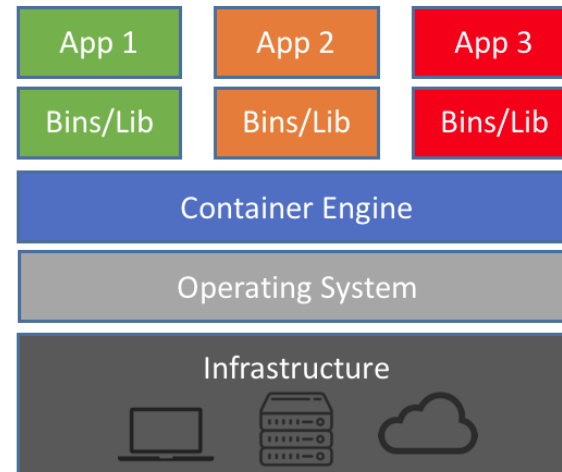 App 1 App 2 App 3
Bins/Lib Bins/Lib Bins/Lib
Container Engine
Operating System
Infrastructure